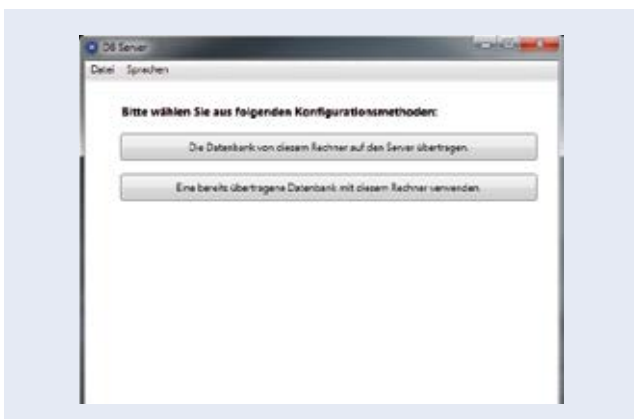 DB Server
Datei Sprachen
Bitte wählen Sie aus folgenden Konfigurationsmethoden:
Die Datenbank von diesem Rechner auf den Server übertragen.
Eine bereits übertragene Datenbank mit diesem Rechner verwenden.